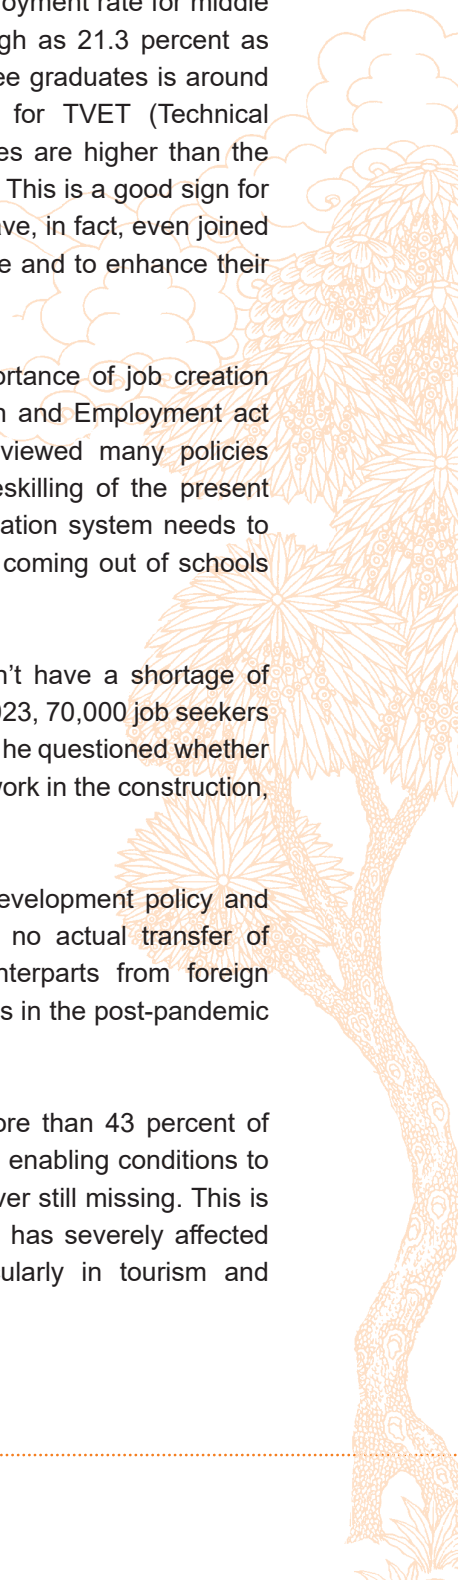 oyment rate for middle
gh as 21.3 percent as
ee graduates is around
for TVET (Technical
es are higher than the
This is a good sign for
ave, in fact, even joined
e and to enhance their
ortance of job creation
n and Employment act
viewed many policies
eskilling of the present
ation system needs to
coming out of schools
n't have a shortage of
023, 70,000 job seekers
he questioned whether
work in the construction,
evelopment policy and
no actual transfer of
nterparts from foreign
s in the post-pandemic
ore than 43 percent of
enabling conditions to
ver still missing. This is
has severely affected
ularly in tourism and